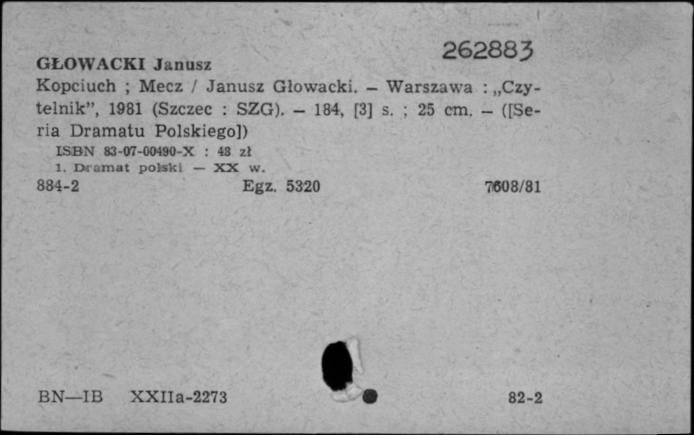 262883
GŁOWACKI Janusz
Kopciuch ; Mecz / Janusz Głowacki. — Warszawa : „Czy-
telnik”, 1981 (Szczec : SZG). — 184, [3] s. ; 25 cm. — ([Se-
ria Dramatu Polskiego])
ISBN 83-07-00490-X : 48 zł
1. Dramat polski — XX w.
884-2 Egz. 5320 7608/81
BN—IB XXIIa-2273 82-2